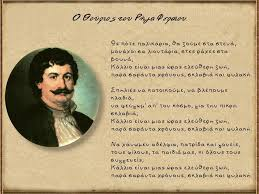 Ο Θούριος του Ρήγα Φεραίου
Ως πότε παλικάρια, θα ζούμε στα στενά,
μονάχοι σα λιοντάρια, στες ράχες στα
βουνά,
Κάλλιο είναι μιας ώρας ελεύθερη ζωή,
παρά σαράντα χρόνους, σκλαβιά και φυλακή.
Σπηλιές να κατοικούμε, να βλέπουμε
κλαδιά,
να φεύγωμ' απ' τον κόσμο, για την πικρή
σκλαβιά,
Κάλλιο είναι μιας ώρας ελεύθερη ζωή,
παρά σαράντα χρόνους, σκλαβιά και φυλακή.
Να χάνωμεν αδέλφια, πατρίδα και γονείς,
τους φίλους, τα παιδιά μας, κι όλους τους
συγγενείς,
Κάλλιο είναι μιας ώρας ελεύθερη ζωή,
παρά σαράντα χρόνους, σκλαβιά και φυλακή.